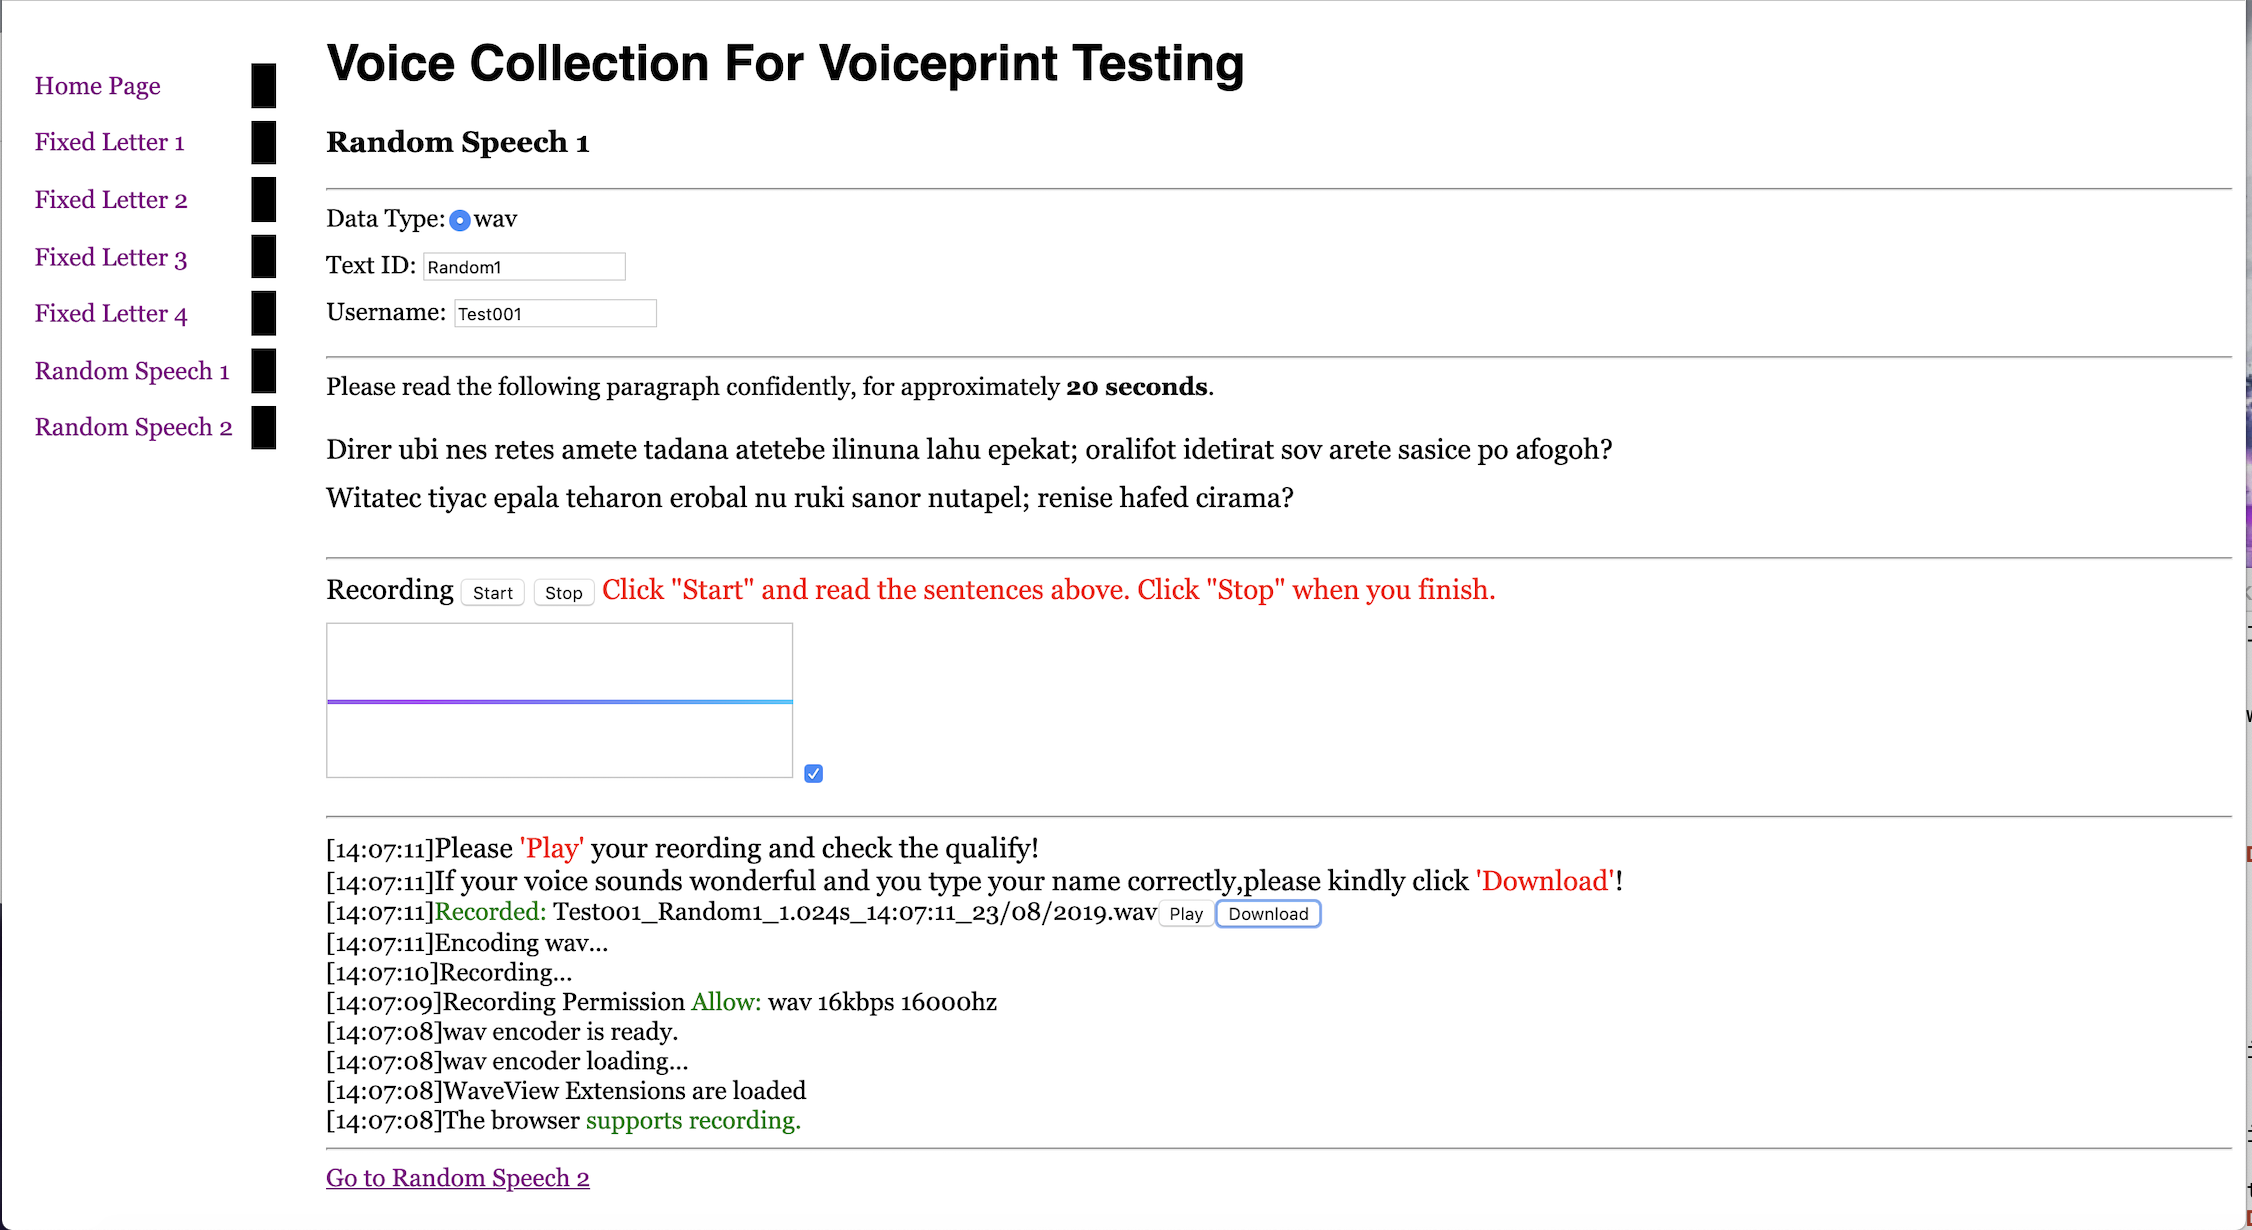 Home Page
Fixed Letter 1
Fixed Letter 2
Fixed Letter 3
Fixed Letter 4
Random Speech 1
Random Speech 2
Voice Collection For Voiceprint Testing
Random Speech 1
Data Type: wav
Text ID: Random1
Username: Test001
Please read the following paragraph confidently, for approximately 20 seconds.
Direr ubi nes retes amete tadana atetebe ilinuna lahu epekat; oralifot idetirat sov arete sasice po afogoh?
Witatec tiyac epala teharon erobal nu ruki sanor nutapel; renise hafed cirama?
Recording Start Stop Click "Start" and read the sentences above. Click "Stop" when you finish.
[14:07:11]Please 'Play' your reording and check the qualify!
[14:07:11]If your voice sounds wonderful and you type your name correctly,please kindly click 'Download'!
[14:07:11]Recorded: Test001_Random1_1.024s_14:07:11_23/08/2019.wav Play Download
[14:07:11]Encoding wav...
[14:07:10]Recording...
[14:07:09]Recording Permission Allow: wav 16kbps 16000hz
[14:07:08]wav encoder is ready.
[14:07:08]wav encoder loading...
[14:07:08]WaveView Extensions are loaded
[14:07:08]The browser supports recording.
Go to Random Speech 2